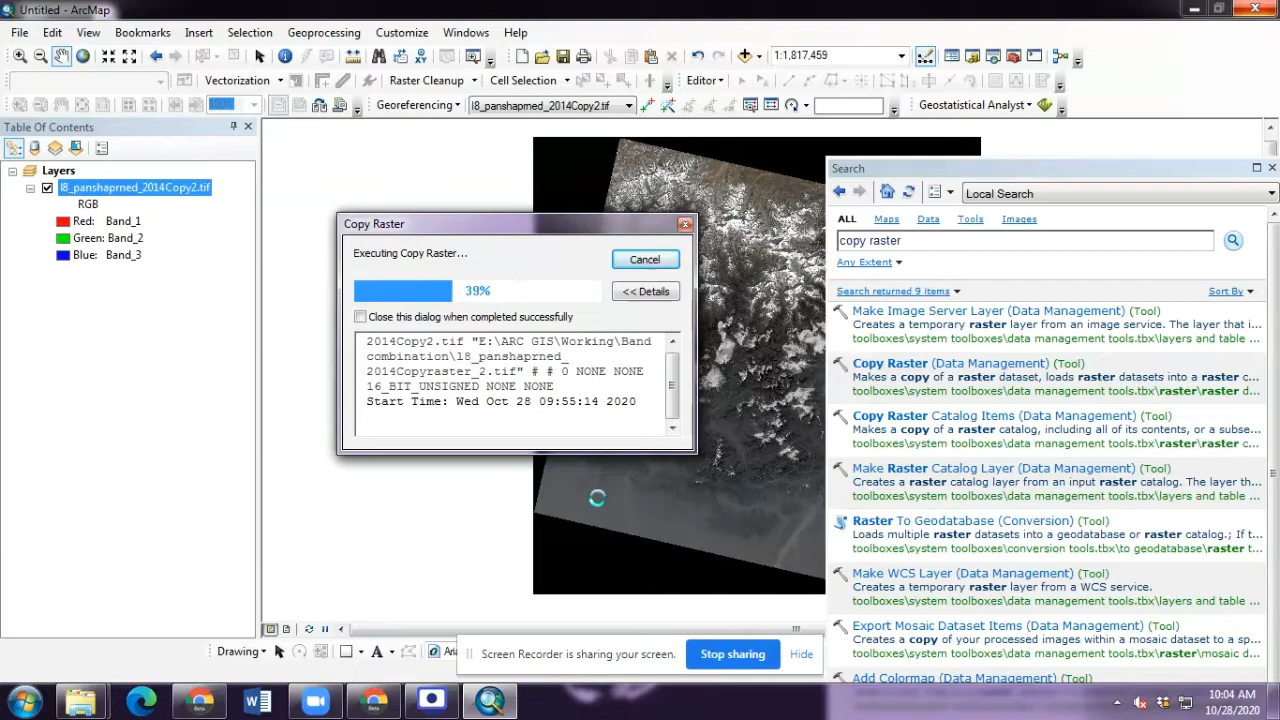 Untitled - ArcMap
File Edit View Bookmarks Insert Selection Geoprocessing Customize Windows Help
1:1,817,459
Vectorization Raster Cleanup Cell Selection Editor
100% Georeferencing l8_panshaprned_2014Copy2.tif Geostatistical Analyst
Table Of Contents
Layers
l8_panshaprned_2014Copy2.tif
RGB
Red: Band_1
Green: Band_2
Blue: Band_3
Copy Raster
Executing Copy Raster...
Cancel
39%
<< Details
Close this dialog when completed successfully
2014Copy2.tif "E:\ARC GIS\Working\Band
combination\l8_panshaprned_
2014Copyraster_2.tif" # # 0 NONE NONE
16_BIT_UNSIGNED NONE NONE
Start Time: Wed Oct 28 09:55:14 2020
Search
Local Search
ALL Maps Data Tools Images
copy raster
Any Extent
Search returned 9 items Sort By
Make Image Server Layer (Data Management) (Tool)
Creates a temporary raster layer from an image service. The layer that i...
toolboxes\system toolboxes\data management tools.tbx\layers and table ...
Copy Raster (Data Management) (Tool)
Makes a copy of a raster dataset, loads raster datasets into a raster c...
toolboxes\system toolboxes\data management tools.tbx\raster\raster c...
Copy Raster Catalog Items (Data Management) (Tool)
Makes a copy of a raster catalog, including all of its contents, or a subse...
toolboxes\system toolboxes\data management tools.tbx\raster\raster c...
Make Raster Catalog Layer (Data Management) (Tool)
Creates a raster catalog layer from an input raster catalog. The layer th...
toolboxes\system toolboxes\data management tools.tbx\layers and table ...
Raster To Geodatabase (Conversion) (Tool)
Loads multiple raster datasets into a geodatabase or raster catalog.; If t...
toolboxes\system toolboxes\conversion tools.tbx\to geodatabase\raster t...
Make WCS Layer (Data Management) (Tool)
Creates a temporary raster layer from a WCS service.
toolboxes\system toolboxes\data management tools.tbx\layers and table ...
Export Mosaic Dataset Items (Data Management) (Tool)
Creates a copy of your processed images within a mosaic dataset to a sp...
toolboxes\system toolboxes\data management tools.tbx\raster\mosaic d...
Add Colormap (Data Management) (Tool)
Drawing A
Screen Recorder is sharing your screen. Stop sharing Hide
10:04 AM
10/28/2020